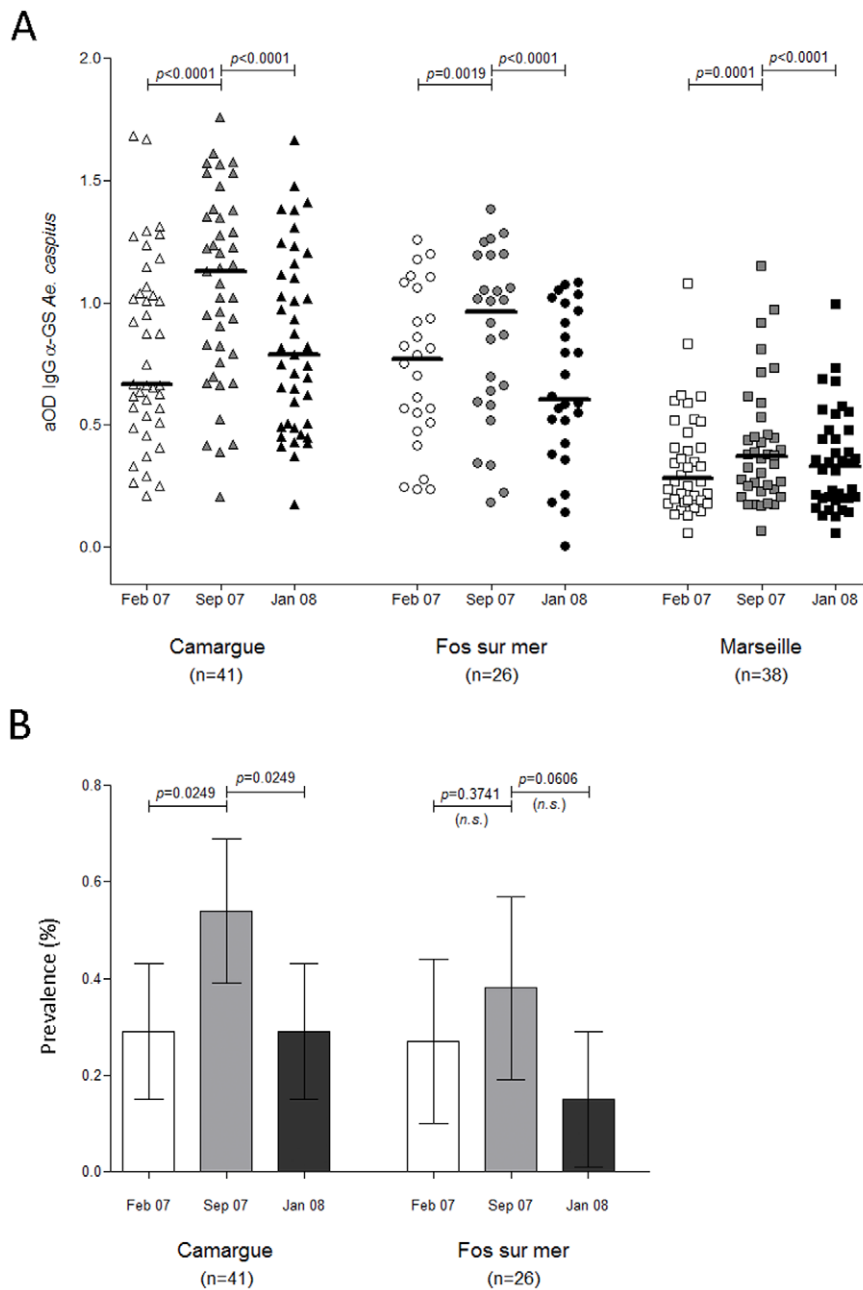 A
2.0
p<0.0001 p<0.0001 p=0.0019 p<0.0001 p=0.0001 p<0.0001
1.5
1.0
0.5
0.0
aOD IgG α-GS Ae. caspius
Feb 07 Sep 07 Jan 08 Feb 07 Sep 07 Jan 08 Feb 07 Sep 07 Jan 08
Camargue Fos sur mer Marseille
(n=41) (n=26) (n=38)
B
0.8
p=0.0249 p=0.0249 p=0.3741 p=0.0606
(n.s.) (n.s.)
0.6
0.4
0.2
0.0
Prevalence (%)
Feb 07 Sep 07 Jan 08 Feb 07 Sep 07 Jan 08
Camargue Fos sur mer
(n=41) (n=26)